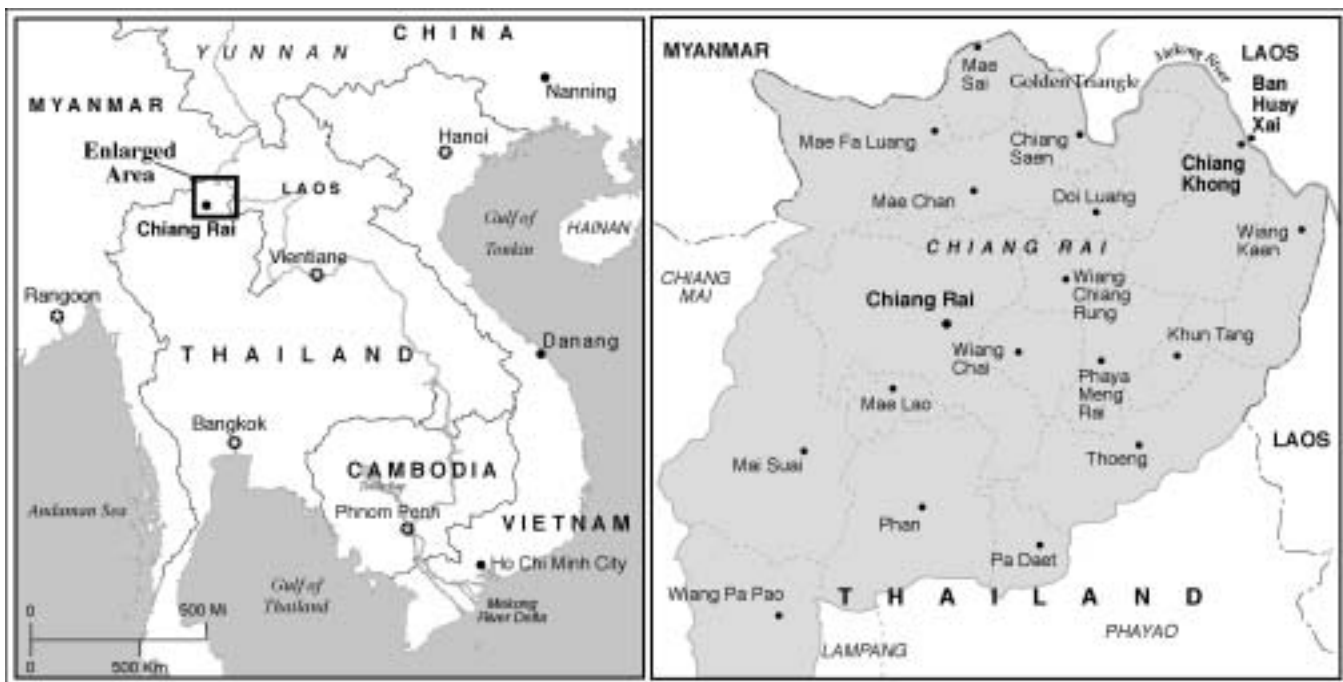 CHINA
YUNNAN
Nanning
MYANMAR
Hanoi
Enlarged
Area
LAOS
Chiang Rai
Gulf of
Tonkin
HAINAN
Vientiane
Rangoon
THAILAND
Danang
Bangkok
CAMBODIA
Phnom Penh
Andaman Sea
VIETNAM
Ho Chi Minh City
Gulf of
Thailand
Mekong
River Delta
0
500 Mi
0
500 Km
MYANMAR
Mekong River
LAOS
Mae
Sai
Golden Triangle
Ban
Huay
Xai
Mae Fa Luang
Chiang
Saen
Chiang
Khong
Mae Chan
Doi Luang
Wiang
Kaen
CHIANG RAI
CHIANG
MAI
Wiang
Chiang
Rung
Chiang Rai
Khun Tang
Wiang
Chai
Phaya
Meng
Rai
Mae Lao
LAOS
Mai Suai
Thoeng
Phan
Pa Daet
Wiang Pa Pao
THAILAND
PHAYAO
LAMPANG